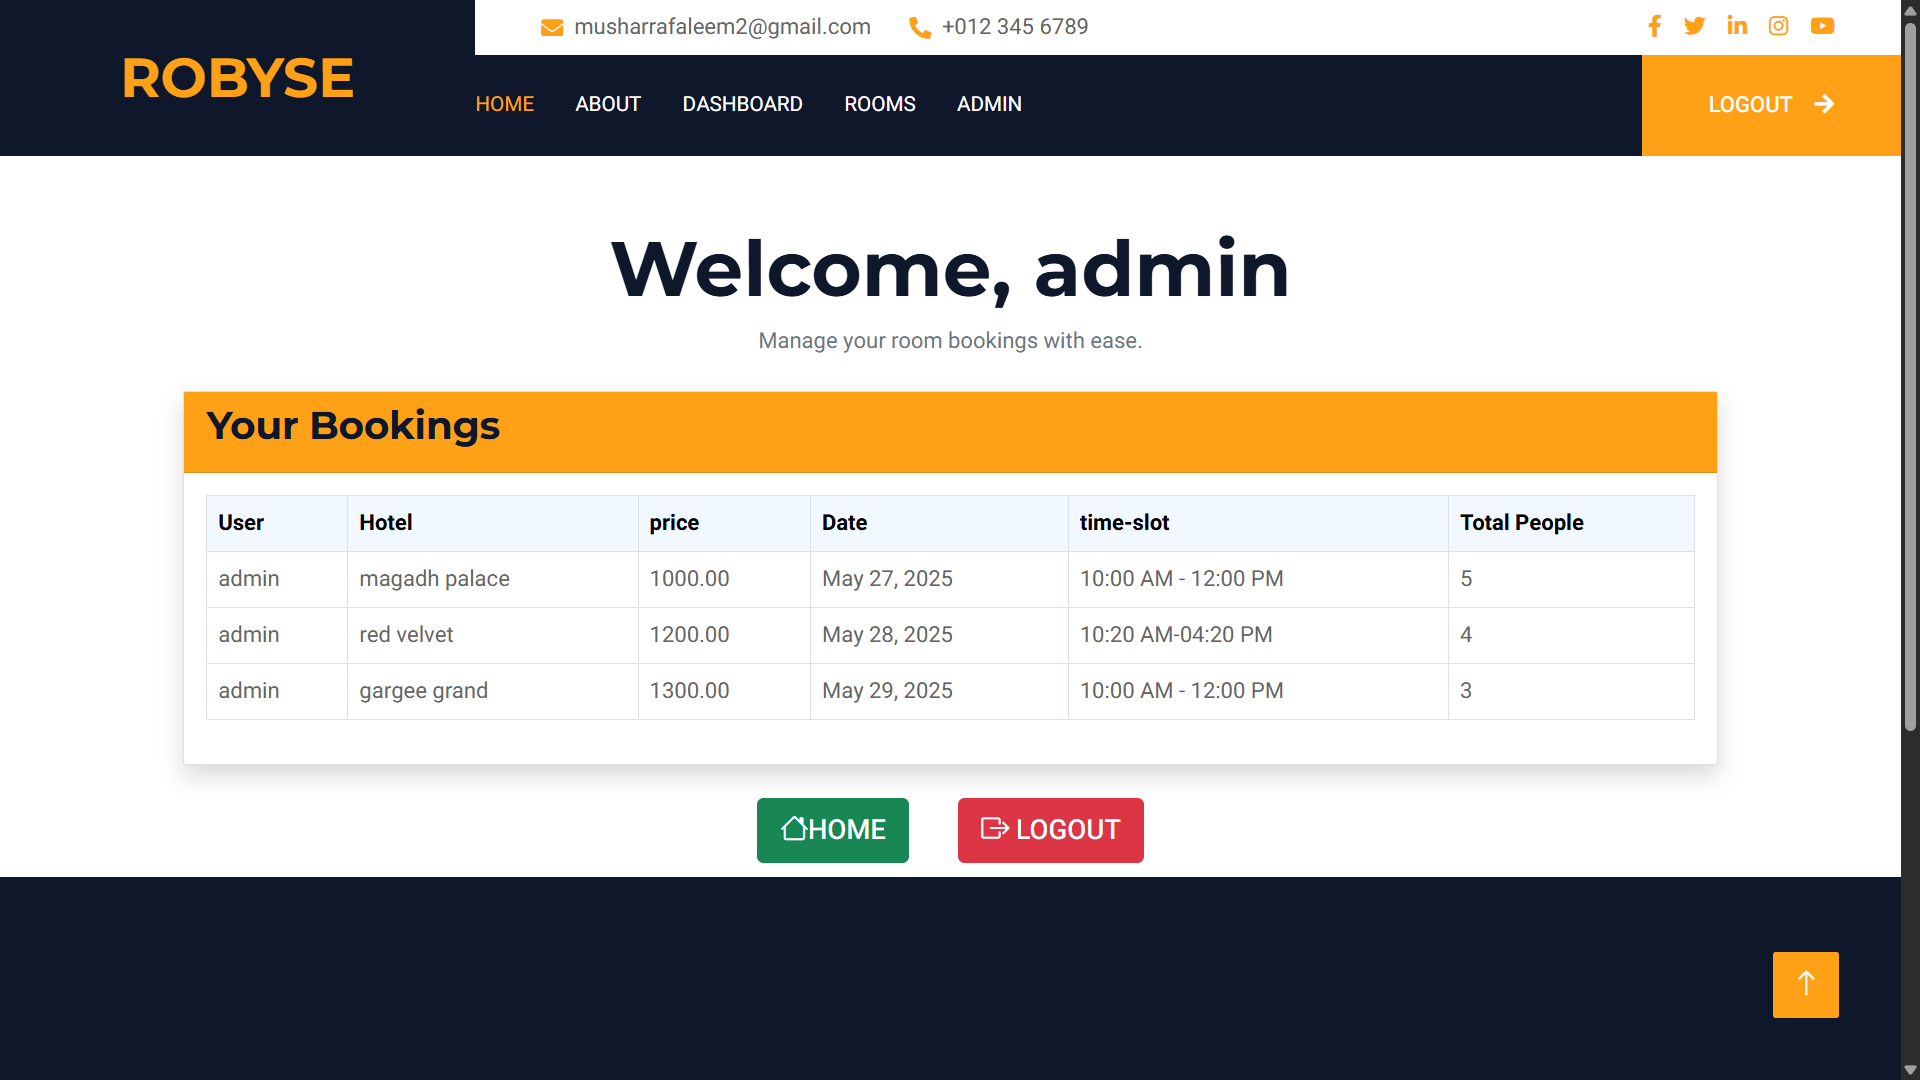 musharrafaleem2@gmail.com +012 345 6789
ROBYSE
HOME ABOUT DASHBOARD ROOMS ADMIN LOGOUT
Welcome, admin
Manage your room bookings with ease.
Your Bookings
User Hotel price Date time-slot Total People
admin magadh palace 1000.00 May 27, 2025 10:00 AM - 12:00 PM 5
admin red velvet 1200.00 May 28, 2025 10:20 AM-04:20 PM 4
admin gargee grand 1300.00 May 29, 2025 10:00 AM - 12:00 PM 3
HOME LOGOUT